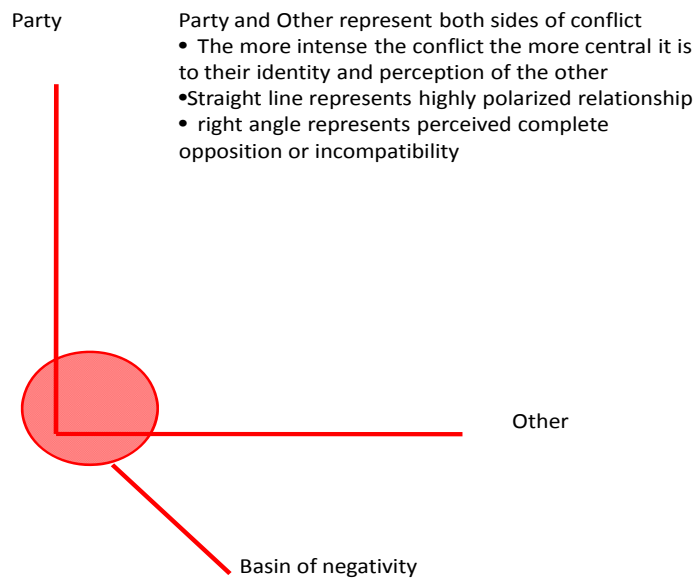 Party
Party and Other represent both sides of conflict
• The more intense the conflict the more central it is
to their identity and perception of the other
•Straight line represents highly polarized relationship
• right angle represents perceived complete
opposition or incompatibility
Other
Basin of negativity